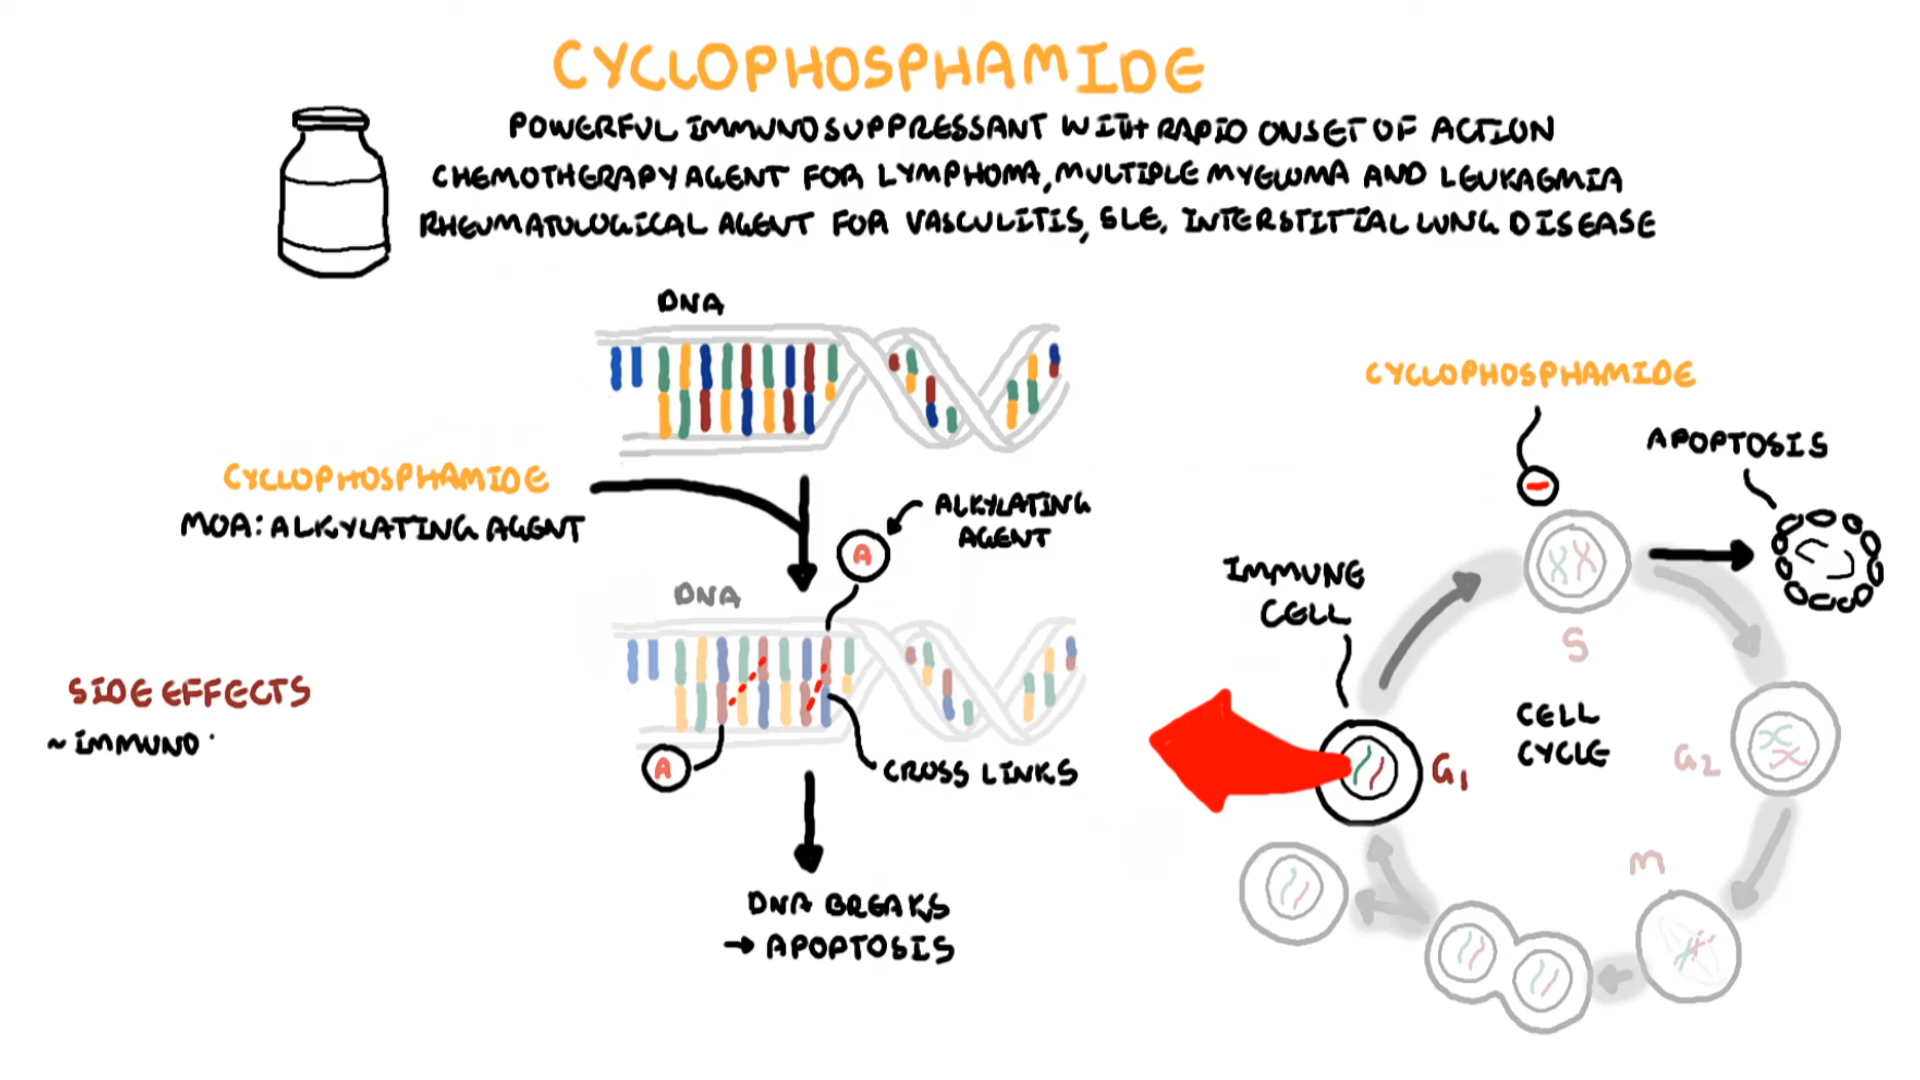 CYCLOPHOSPHAMIDE
POWERFUL IMMUNOSUPPRESSANT WITH RAPID ONSET OF ACTION
CHEMOTHERAPY AGENT FOR LYMPHOMA, MULTIPLE MYELOMA AND LEUKAEMIA
RHEUMATOLOGICAL AGENT FOR VASCULITIS, SLE, INTERSTITIAL LUNG DISEASE
DNA
CYCLOPHOSPHAMIDE
MOA: ALKYLATING AGENT
ALKYLATING
AGENT
A
DNA
A
CROSS LINKS
DNA BREAKS
→ APOPTOSIS
SIDE EFFECTS
~ IMMUNO
CYCLOPHOSPHAMIDE
APOPTOSIS
IMMUNE
CELL
S
CELL
CYCLE
G1
G2
M